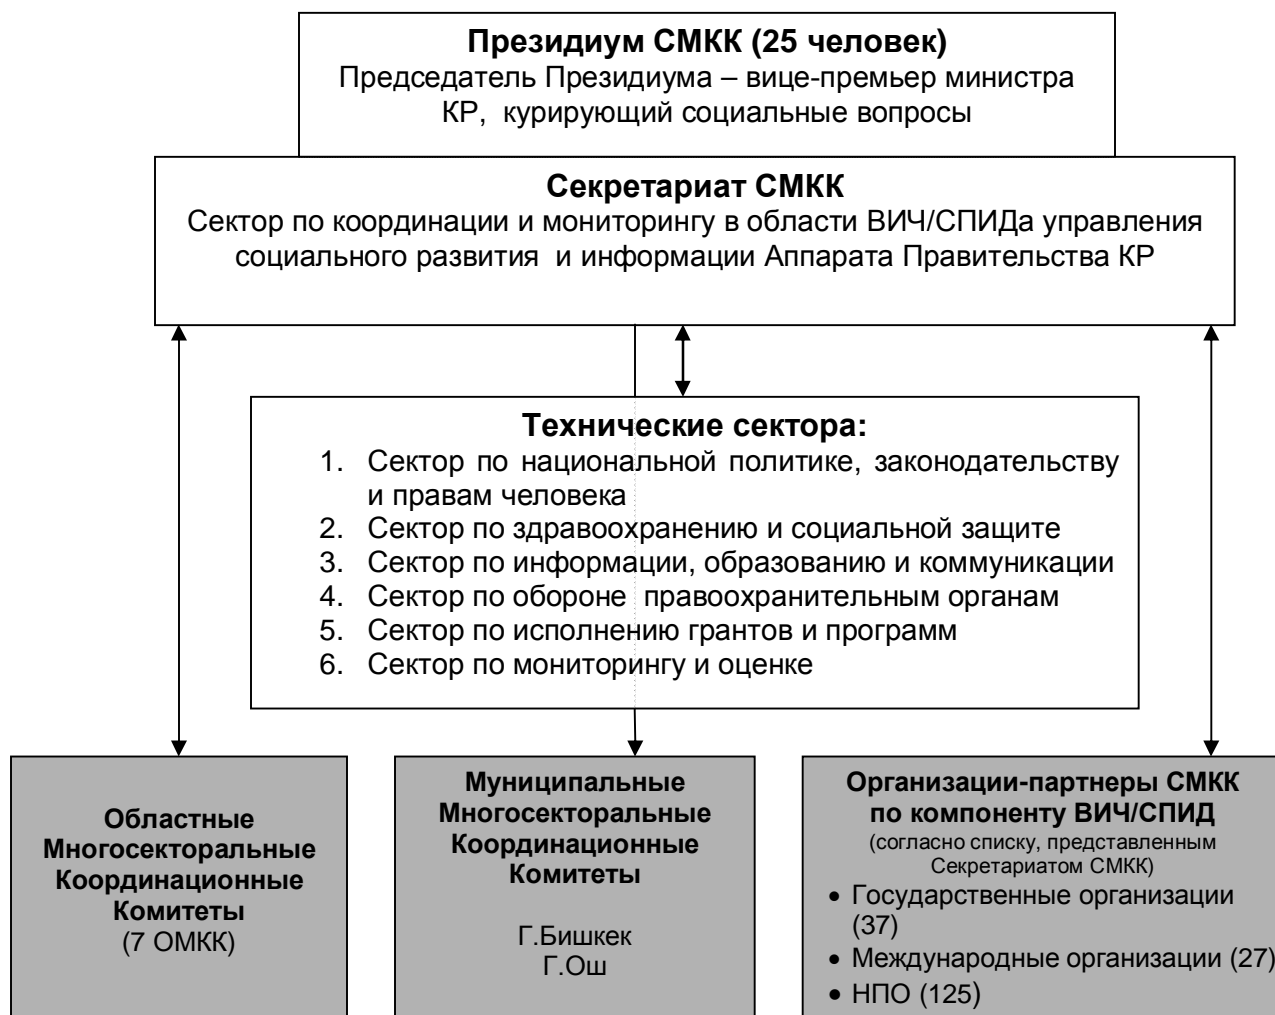 Президиум СМКК (25 человек)
Председатель Президиума – вице-премьер министра
КР, курирующий социальные вопросы
Секретариат СМКК
Сектор по координации и мониторингу в области ВИЧ/СПИДа управления
социального развития и информации Аппарата Правительства КР
Технические сектора:
1. Сектор по национальной политике, законодательству
и правам человека
2. Сектор по здравоохранению и социальной защите
3. Сектор по информации, образованию и коммуникации
4. Сектор по обороне правоохранительным органам
5. Сектор по исполнению грантов и программ
6. Сектор по мониторингу и оценке
Областные
Многосекторальные
Координационные
Комитеты
(7 ОМКК)
Муниципальные
Многосекторальные
Координационные
Комитеты
Г.Бишкек
Г.Ош
Организации-партнеры СМКК
по компоненту ВИЧ/СПИД
(согласно списку, представленным
Секретариатом СМКК)
• Государственные организации
(37)
• Международные организации (27)
• НПО (125)